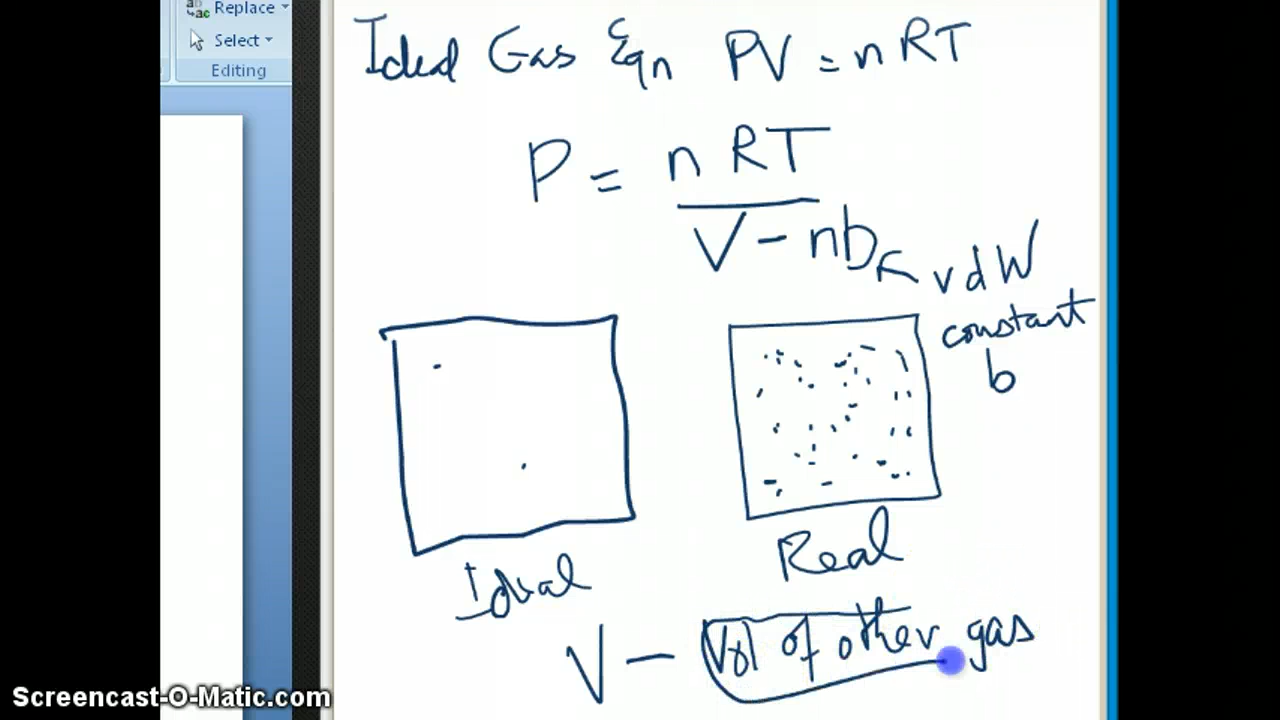 Replace
Select
Editing
Ideal Gas Eqn PV = nRT
P = nRT
V - nb
vdW
constant
b
Ideal
Real
V - Vol of other gas
Screencast-O-Matic.com